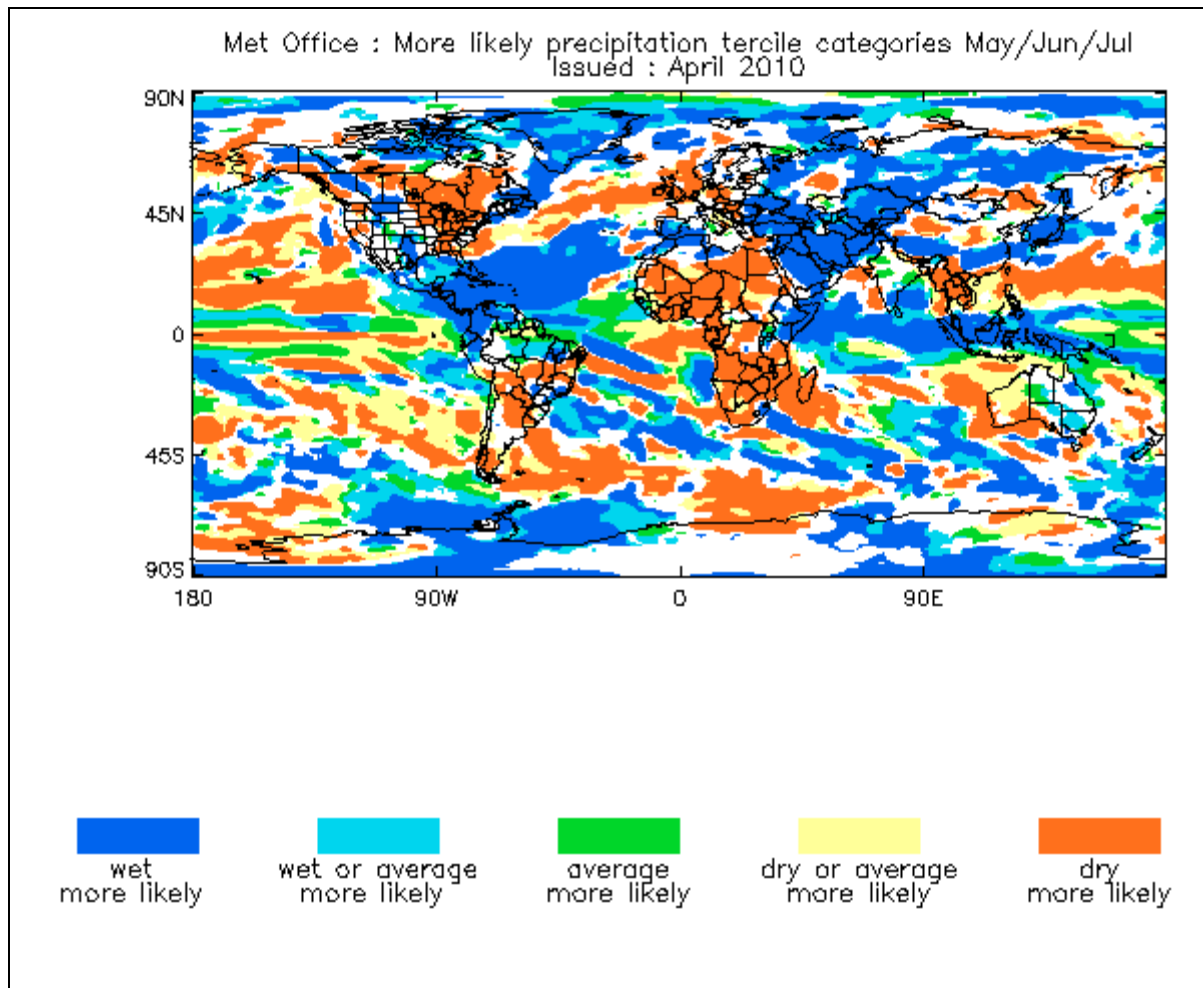 Met Office : More likely precipitation tercile categories May/Jun/Jul
Issued : April 2010
90N
45N
0
45S
90S
180
90W
0
90E
wet
more likely
wet or average
more likely
average
more likely
dry or average
more likely
dry
more likely